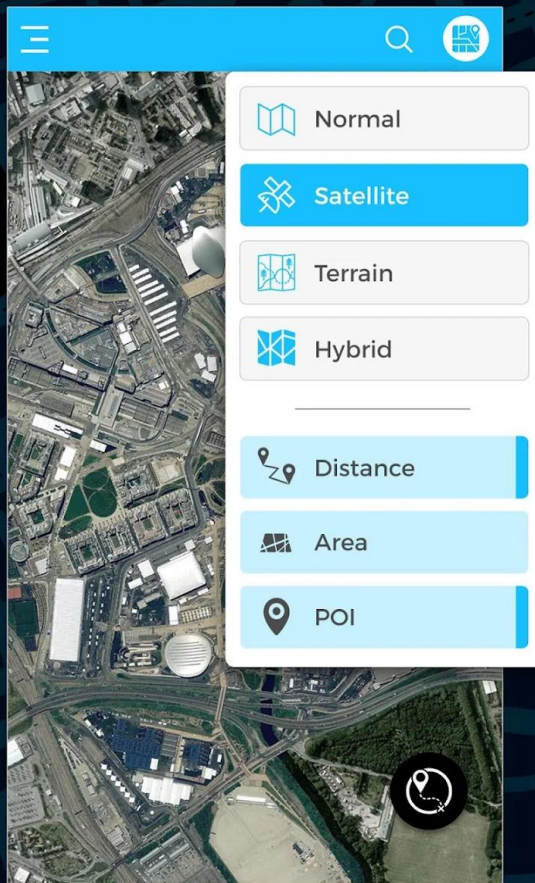 Normal
Satellite
Terrain
Hybrid
Distance
Area
POI